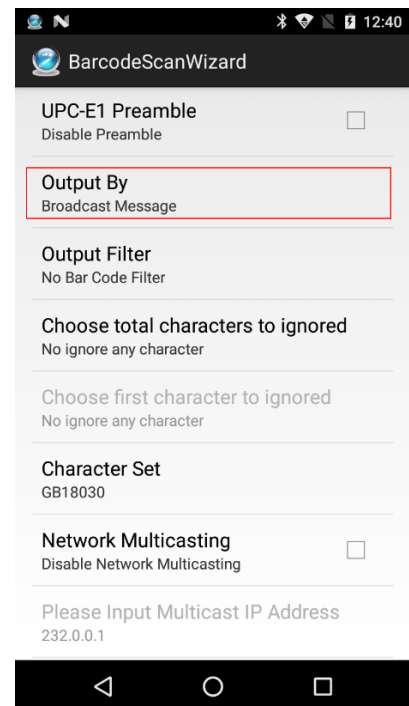 12:40
BarcodeScanWizard
UPC-E1 Preamble
Disable Preamble
Output By
Broadcast Message
Output Filter
No Bar Code Filter
Choose total characters to ignored
No ignore any character
Choose first character to ignored
No ignore any character
Character Set
GB18030
Network Multicasting
Disable Network Multicasting
Please Input Multicast IP Address
232.0.0.1